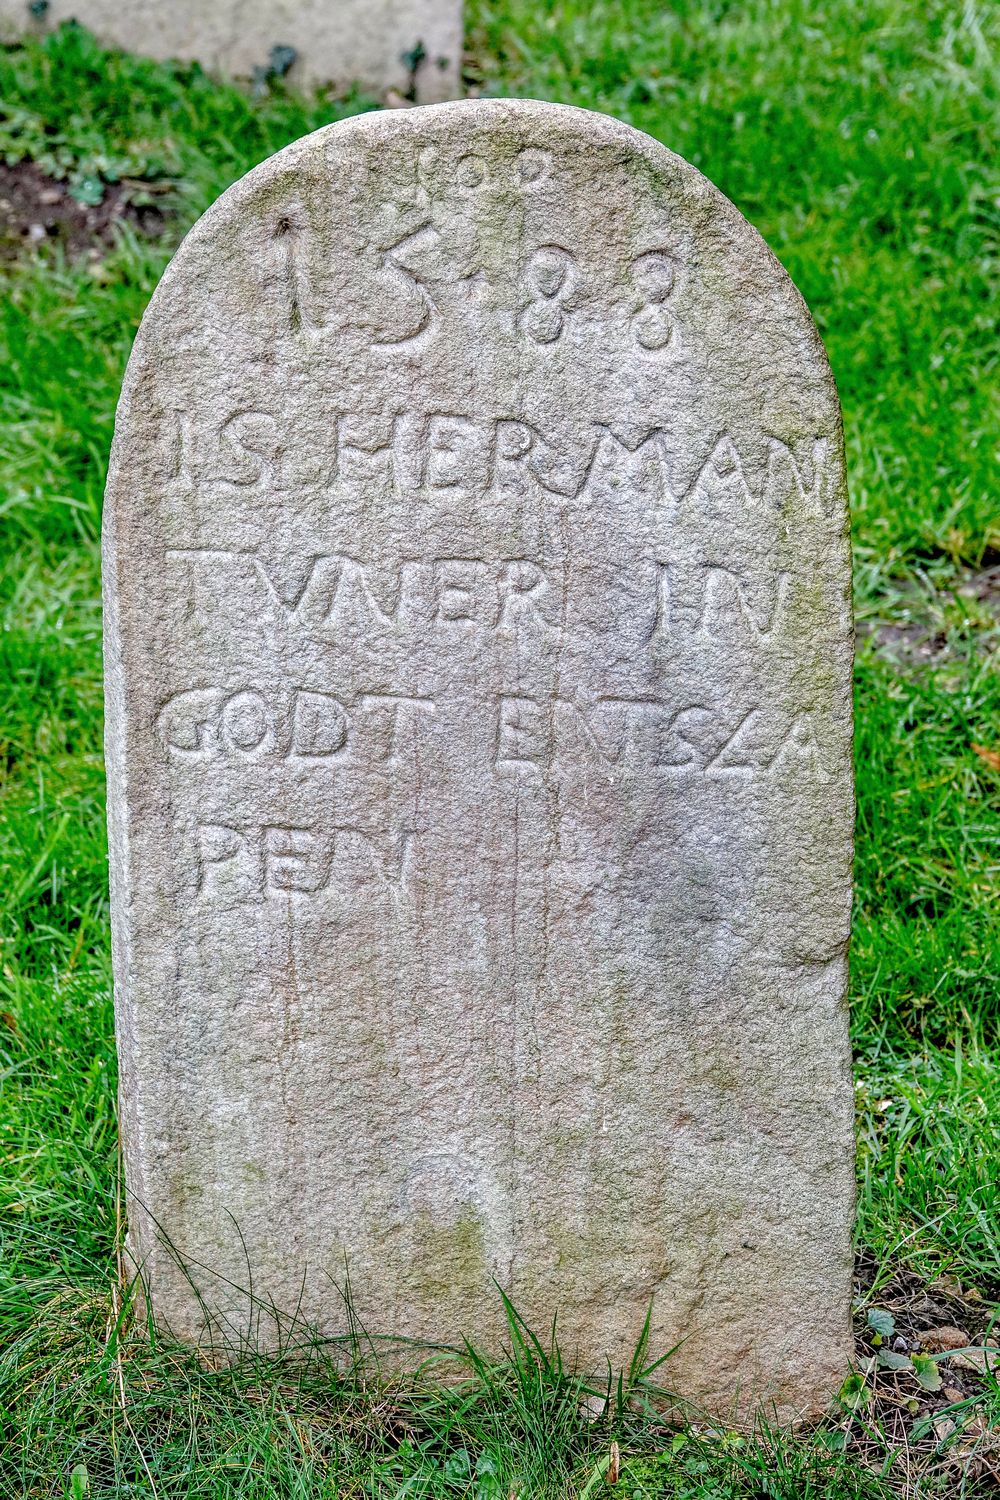 1588
IS HERMAN
TVNER IN
GODT ENTSLA
PEN